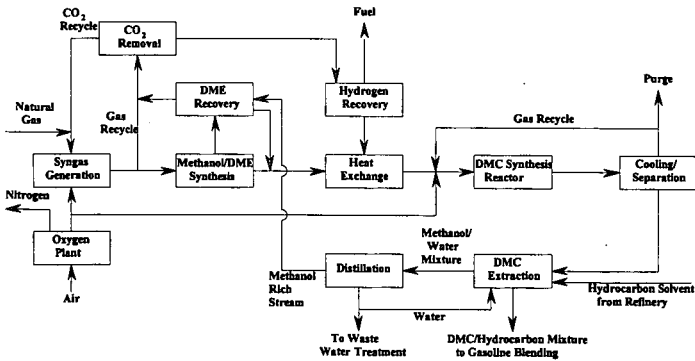 CO2
Recycle
CO2
Removal
Fuel
DME
Recovery
Hydrogen
Recovery
Purge
Natural
Gas
Gas
Recycle
Gas Recycle
Syngas
Generation
Methanol/DME
Synthesis
Heat
Exchange
DMC Synthesis
Reactor
Cooling/
Separation
Nitrogen
Oxygen
Plant
Air
Methanol
Rich
Stream
Distillation
Methanol/
Water
Mixture
DMC
Extraction
Hydrocarbon Solvent
from Refinery
Water
To Waste
Water Treatment
DMC/Hydrocarbon Mixture
to Gasoline Blending